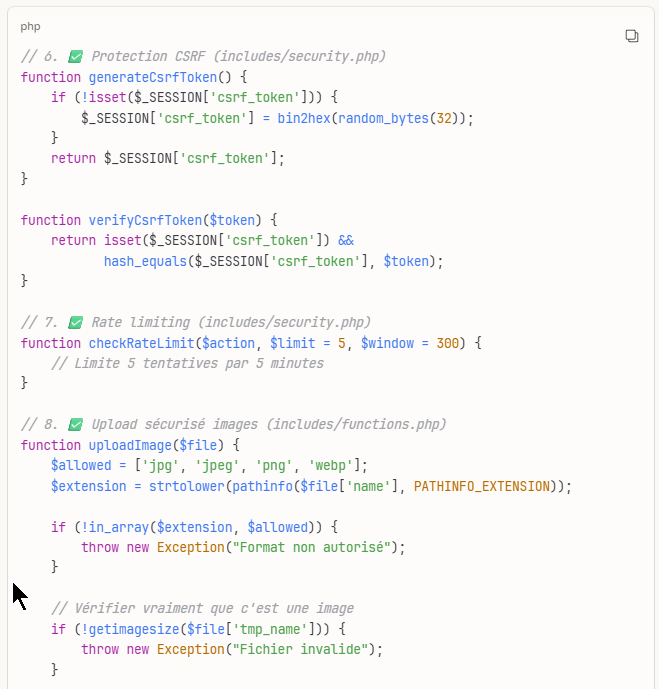 php
// 6. ✅ Protection CSRF (includes/security.php)
function generateCsrfToken() {
    if (!isset($_SESSION['csrf_token'])) {
        $_SESSION['csrf_token'] = bin2hex(random_bytes(32));
    }
    return $_SESSION['csrf_token'];
}

function verifyCsrfToken($token) {
    return isset($_SESSION['csrf_token']) &&
           hash_equals($_SESSION['csrf_token'], $token);
}

// 7. ✅ Rate limiting (includes/security.php)
function checkRateLimit($action, $limit = 5, $window = 300) {
    // Limite 5 tentatives par 5 minutes
}

// 8. ✅ Upload sécurisé images (includes/functions.php)
function uploadImage($file) {
    $allowed = ['jpg', 'jpeg', 'png', 'webp'];
    $extension = strtolower(pathinfo($file['name'], PATHINFO_EXTENSION));

    if (!in_array($extension, $allowed)) {
        throw new Exception("Format non autorisé");
    }

    // Vérifier vraiment que c'est une image
    if (!getimagesize($file['tmp_name'])) {
        throw new Exception("Fichier invalide");
    }